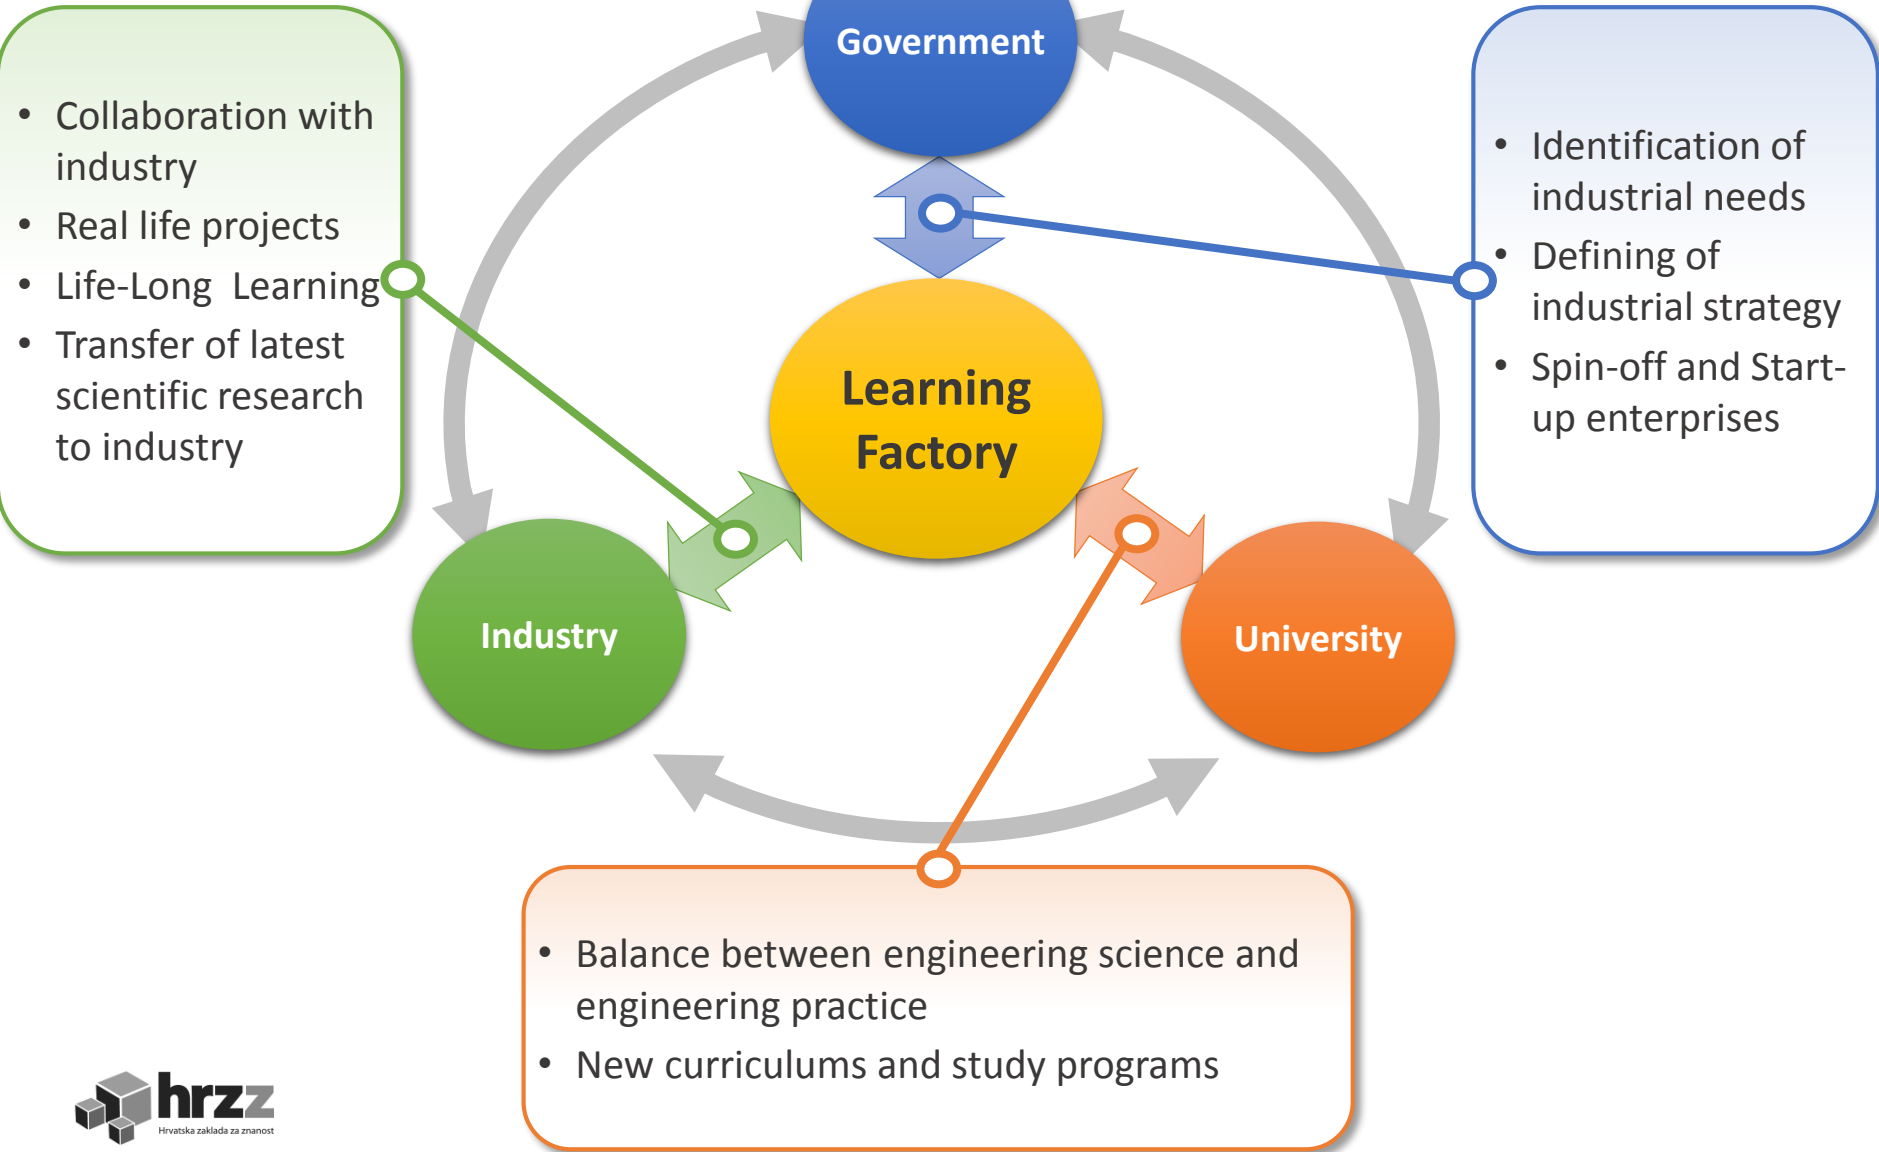 Government
• Collaboration with
industry
• Real life projects
• Life-Long Learning
• Transfer of latest
scientific research
to industry
• Identification of
industrial needs
• Defining of
industrial strategy
• Spin-off and Start-
up enterprises
Learning
Factory
Industry
University
• Balance between engineering science and
engineering practice
• New curriculums and study programs
hrzz
Hrvatska zaklada za znanost